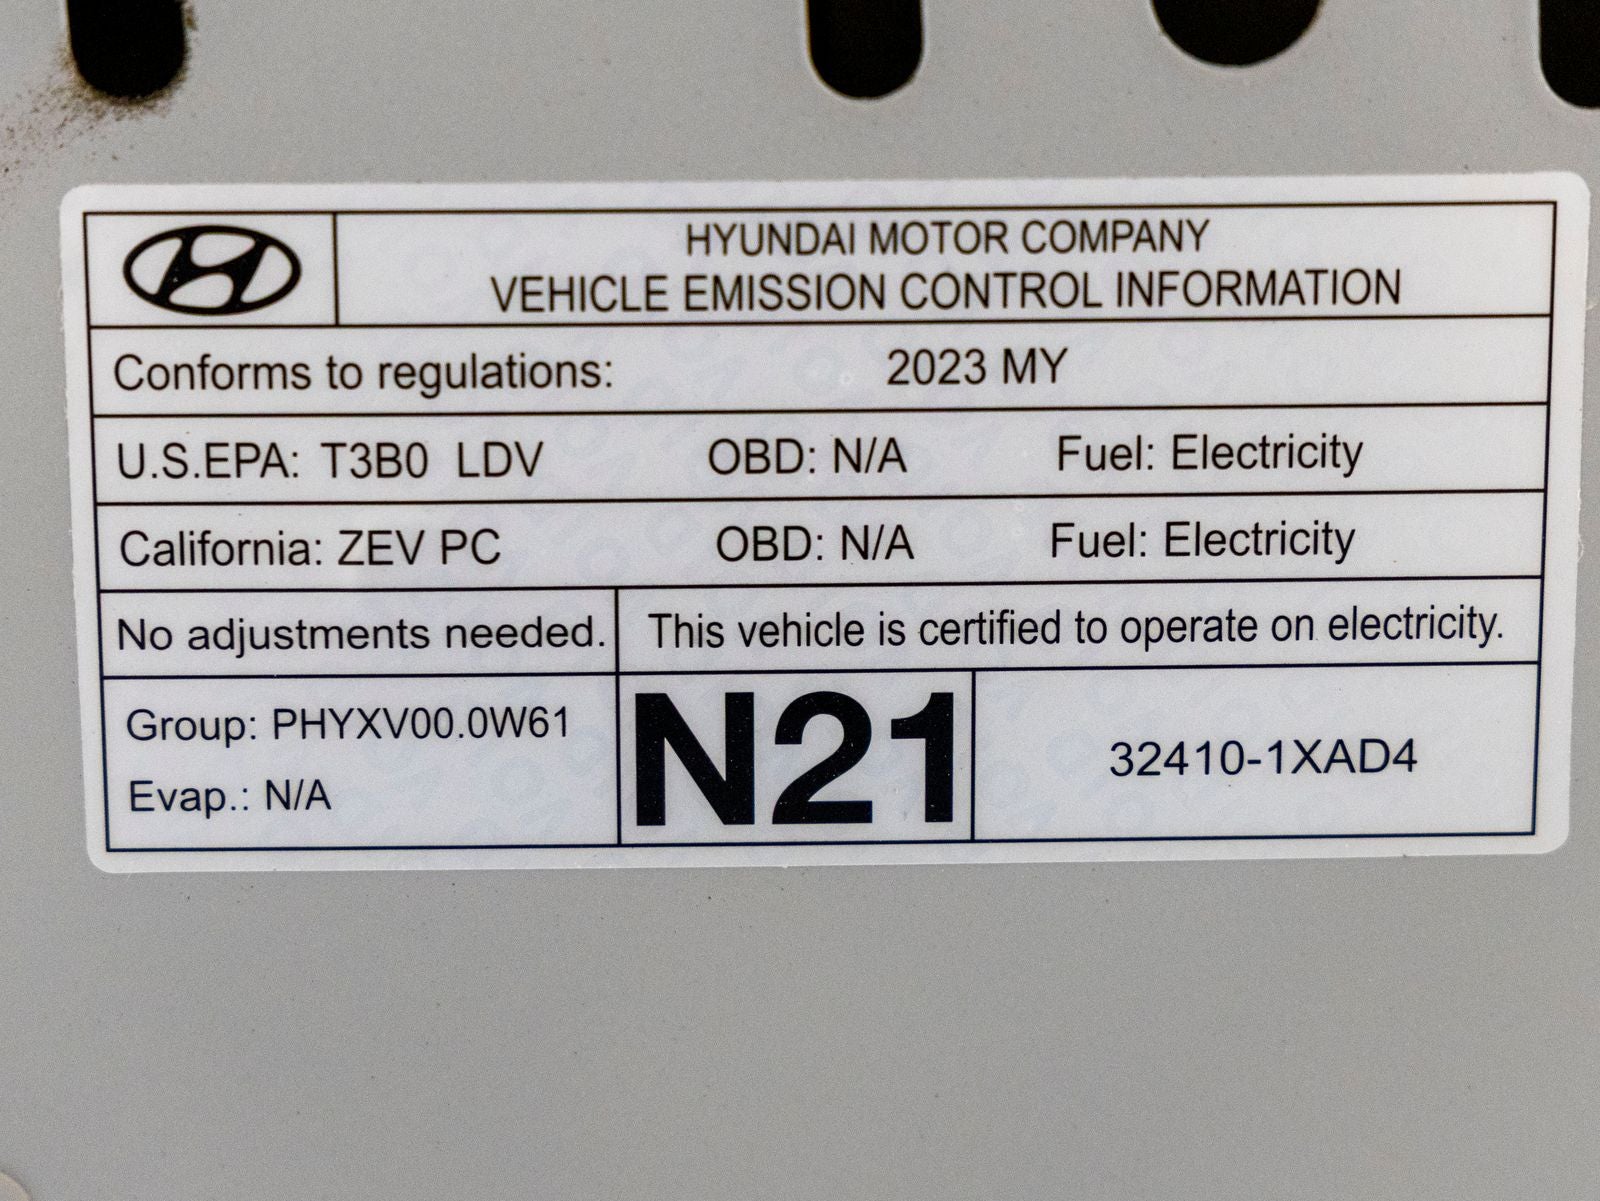 HYUNDAI MOTOR COMPANY
VEHICLE EMISSION CONTROL INFORMATION
Conforms to regulations: 2023 MY
U.S.EPA: T3B0 LDV OBD: N/A Fuel: Electricity
California: ZEV PC OBD: N/A Fuel: Electricity
No adjustments needed. This vehicle is certified to operate on electricity.
Group: PHYXV00.0W61
Evap.: N/A
N21
32410-1XAD4